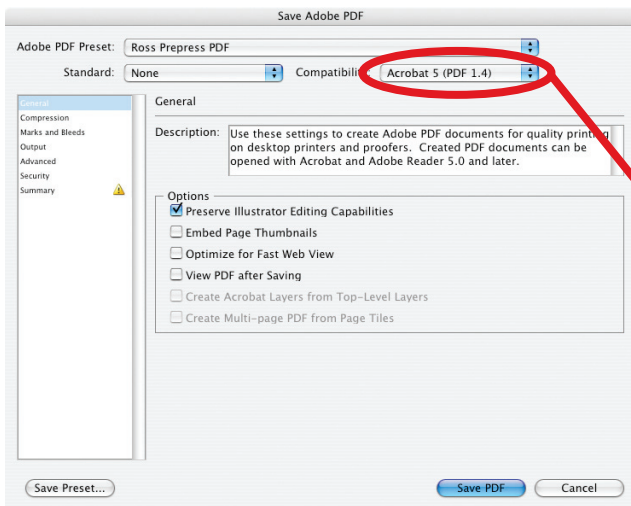 Save Adobe PDF
Adobe PDF Preset: Ross Prepress PDF
Standard: None Compatibility: Acrobat 5 (PDF 1.4)
General
Compression
Marks and Bleeds
Output
Advanced
Security
Summary
General
Description: Use these settings to create Adobe PDF documents for quality printing
on desktop printers and proofers. Created PDF documents can be
opened with Acrobat and Adobe Reader 5.0 and later.
Options
Preserve Illustrator Editing Capabilities
Embed Page Thumbnails
Optimize for Fast Web View
View PDF after Saving
Create Acrobat Layers from Top-Level Layers
Create Multi-page PDF from Page Tiles
Save Preset... Save PDF Cancel